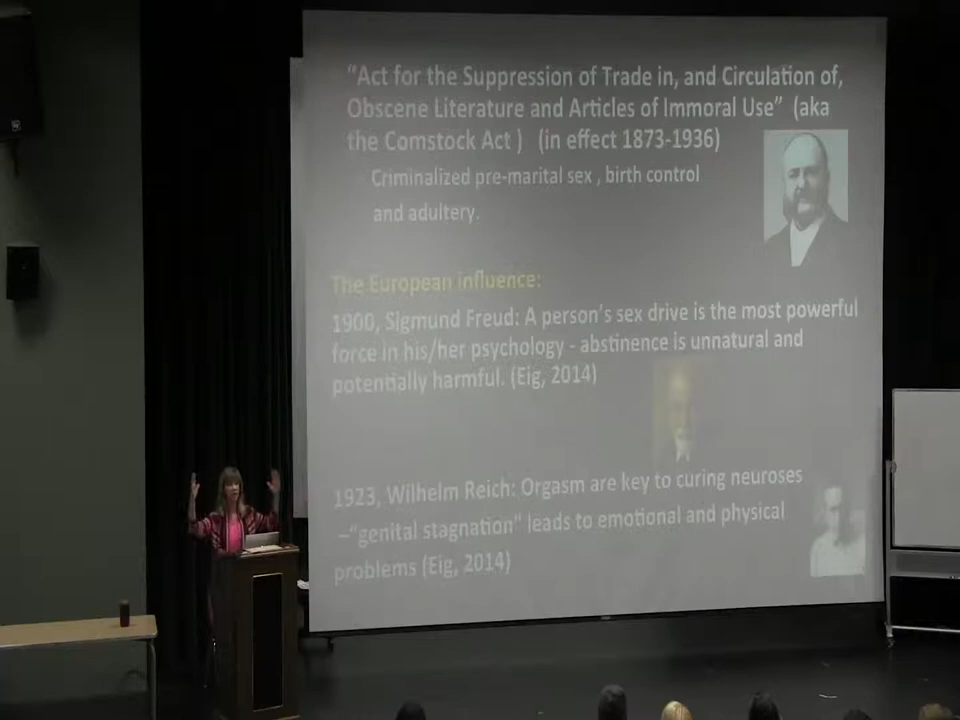 "Act for the Suppression of Trade in, and Circulation of,
Obscene Literature and Articles of Immoral Use" (aka
the Comstock Act ) (in effect 1873-1936)
Criminalized pre-marital sex , birth control
and adultery.
The European influence:
1900, Sigmund Freud: A person's sex drive is the most powerful
force in his/her psychology - abstinence is unnatural and
potentially harmful. (Eig, 2014)
1923, Wilhelm Reich: Orgasm are key to curing neuroses
–"genital stagnation" leads to emotional and physical
problems (Eig, 2014)